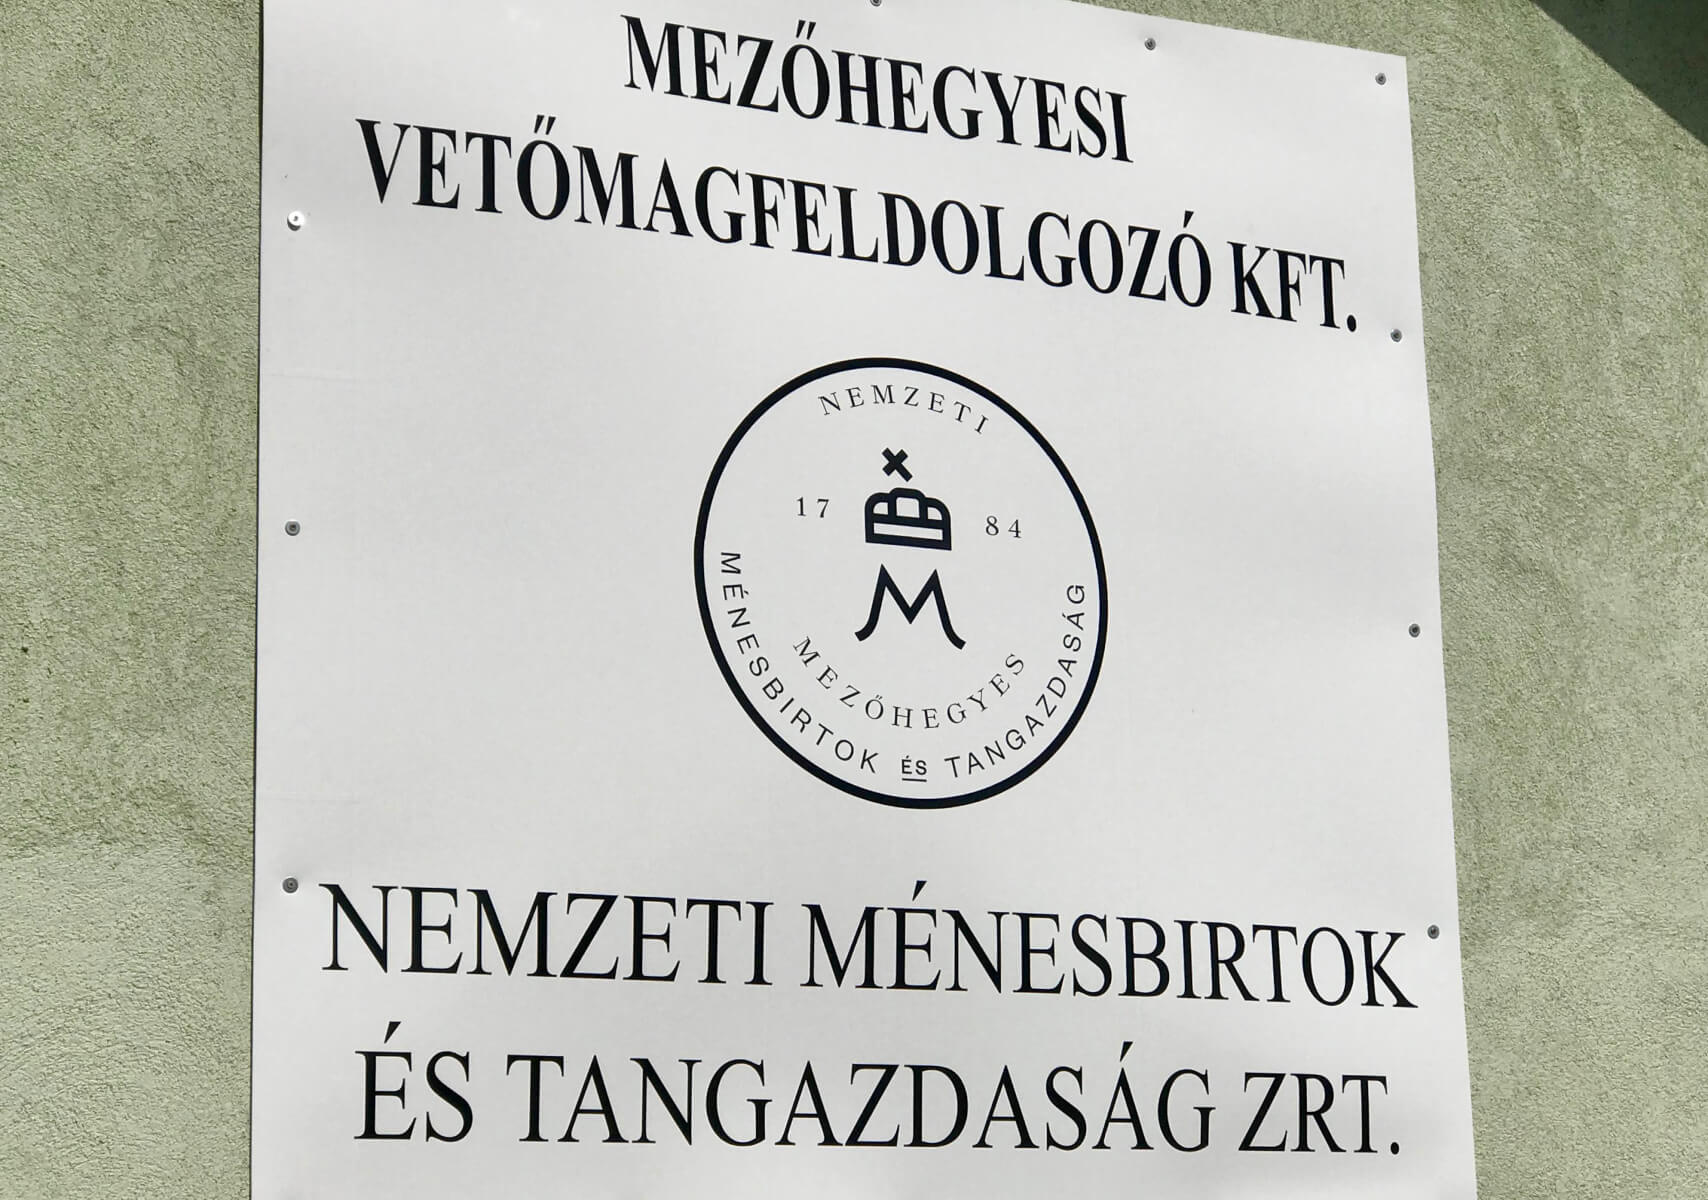 MEZŐHEGYESI
VETŐMAGFELDOLGOZÓ KFT.
NEMZETI
17 84
M
MEZŐHEGYES
MÉNESBIRTOK ÉS TANGAZDASÁG
NEMZETI MÉNESBIRTOK
ÉS TANGAZDASÁG ZRT.